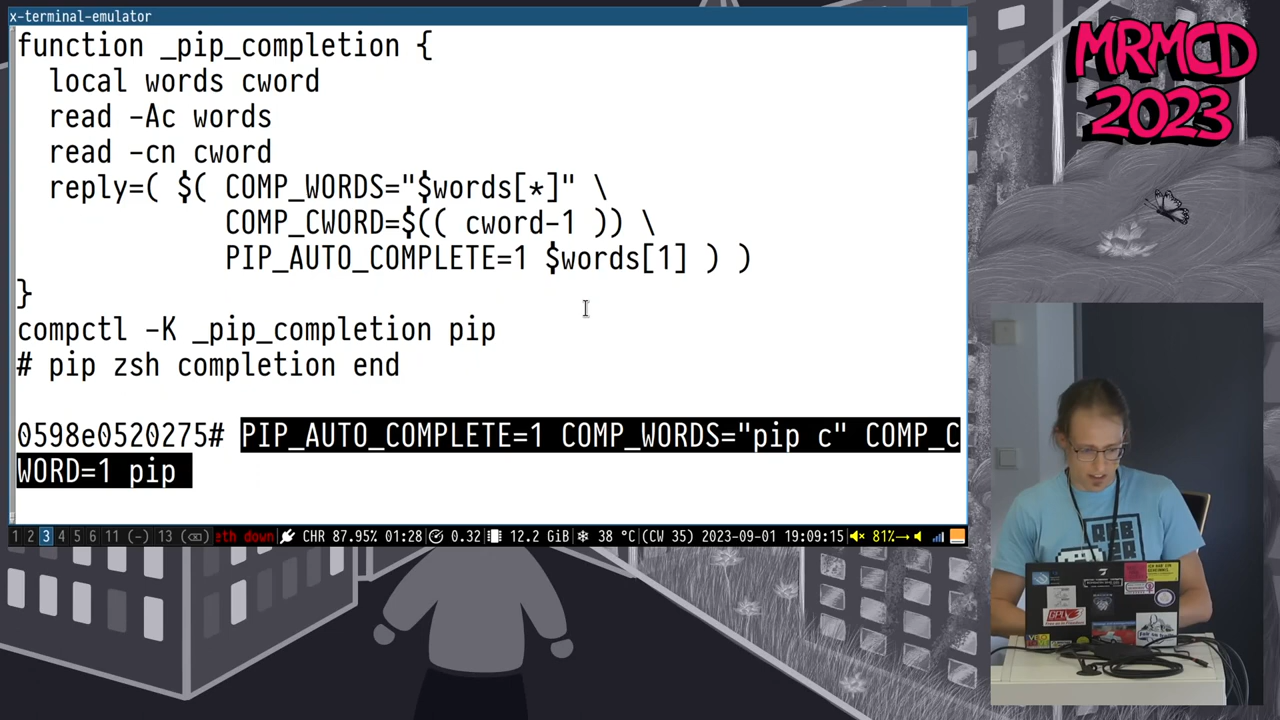 x-terminal-emulator
MRMCD
2023
function _pip_completion {
  local words cword
  read -Ac words
  read -cn cword
  reply=( $( COMP_WORDS="$words[*]" \
             COMP_CWORD=$(( cword-1 )) \
             PIP_AUTO_COMPLETE=1 $words[1] ) )
}
compctl -K _pip_completion pip
# pip zsh completion end
0598e0520275# PIP_AUTO_COMPLETE=1 COMP_WORDS="pip c" COMP_C
WORD=1 pip
1 2 3 4 5 6 11 (-) 13 (⌫) eth down CHR 87.95% 01:28 0.32 12.2 GiB 38 °C (CW 35) 2023-09-01 19:09:15 81%→